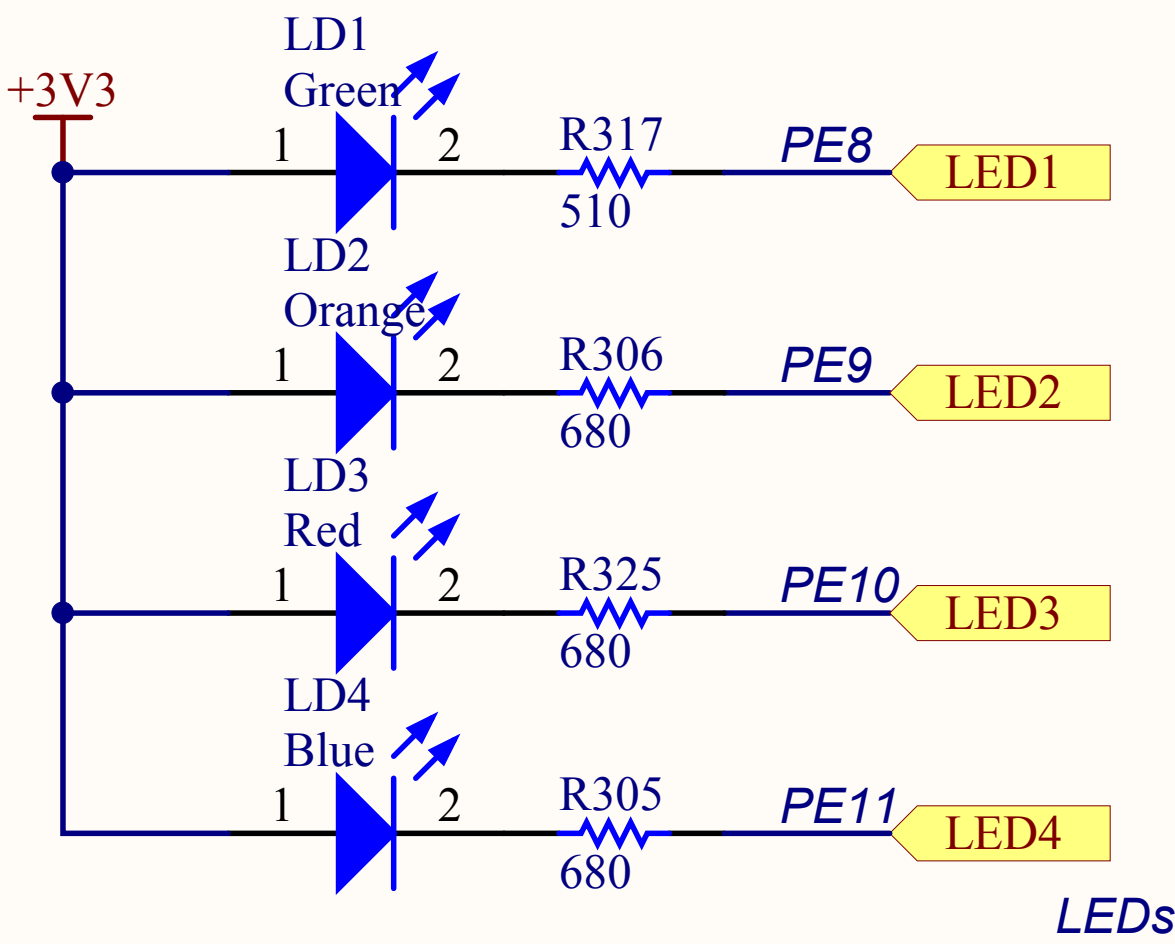 +3V3
LD1
Green
1 2
R317
510
PE8
LED1
LD2
Orange
1 2
R306
680
PE9
LED2
LD3
Red
1 2
R325
680
PE10
LED3
LD4
Blue
1 2
R305
680
PE11
LED4
LEDs